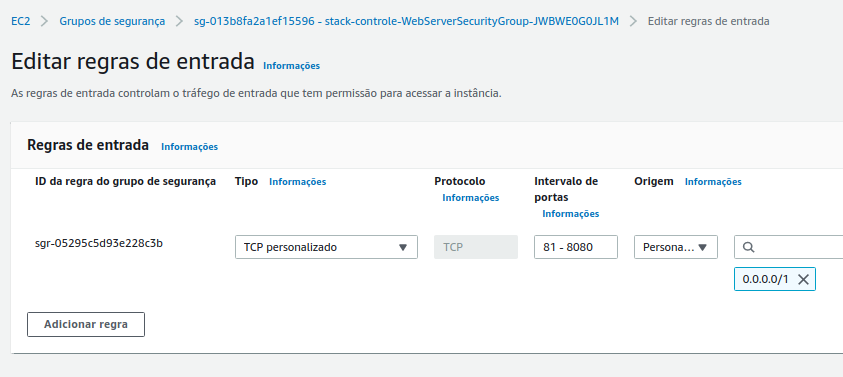 EC2 > Grupos de segurança > sg-013b8fa2a1ef15596 - stack-controle-WebServerSecurityGroup-JWBWE0G0JL1M > Editar regras de entrada
Editar regras de entrada Informações
As regras de entrada controlam o tráfego de entrada que tem permissão para acessar a instância.
Regras de entrada Informações
ID da regra do grupo de segurança Tipo Informações Protocolo Informações Intervalo de portas Informações Origem Informações
sgr-05295c5d93e228c3b TCP personalizado TCP 81 - 8080 Persona...
0.0.0.0/1
Adicionar regra